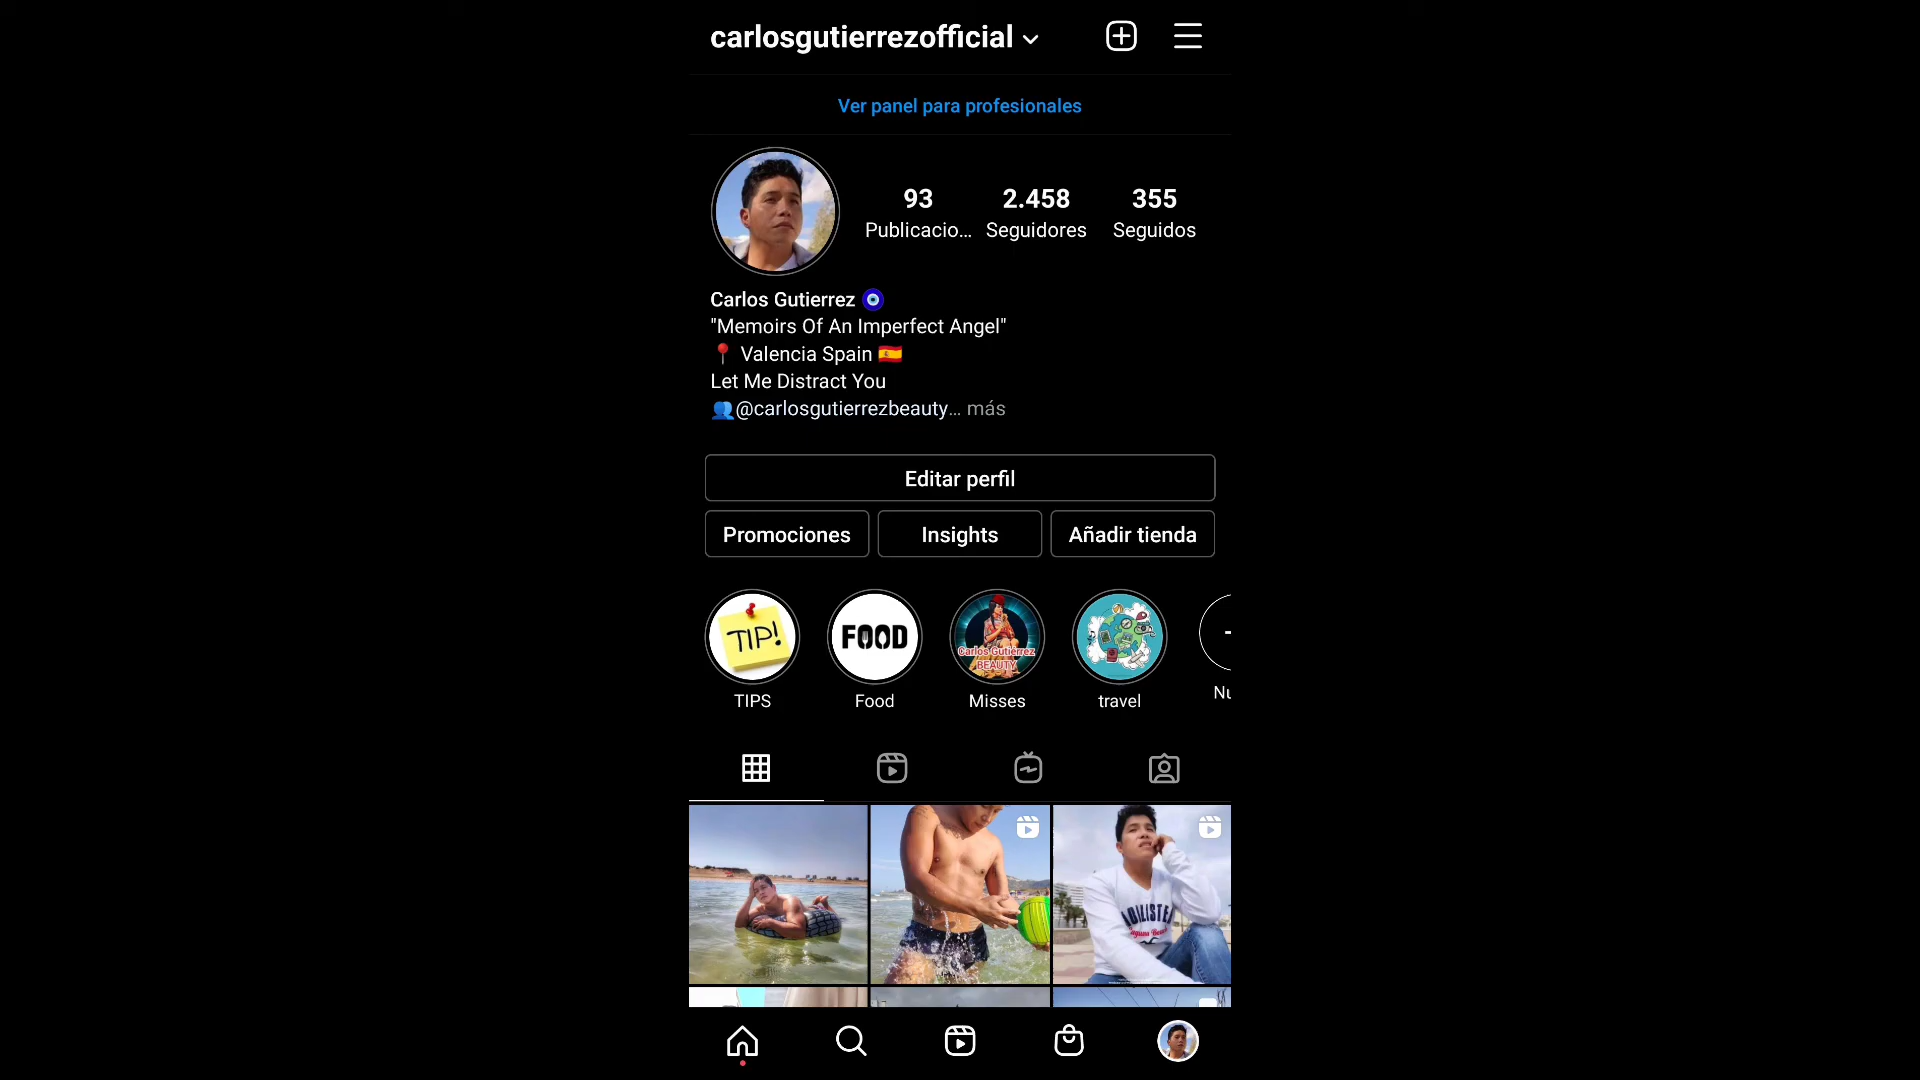 carlosgutierrezofficial
Ver panel para profesionales
93
2.458
355
Publicacio...
Seguidores
Seguidos
Carlos Gutierrez 🧿
"Memoirs Of An Imperfect Angel"
📍 Valencia Spain 🇪🇸
Let Me Distract You
👥@carlosgutierrezbeauty... más
Editar perfil
Promociones
Insights
Añadir tienda
TIP!
FOOD
Carlos Gutiérrez
BEAUTY
TIPS
Food
Misses
travel
Nu